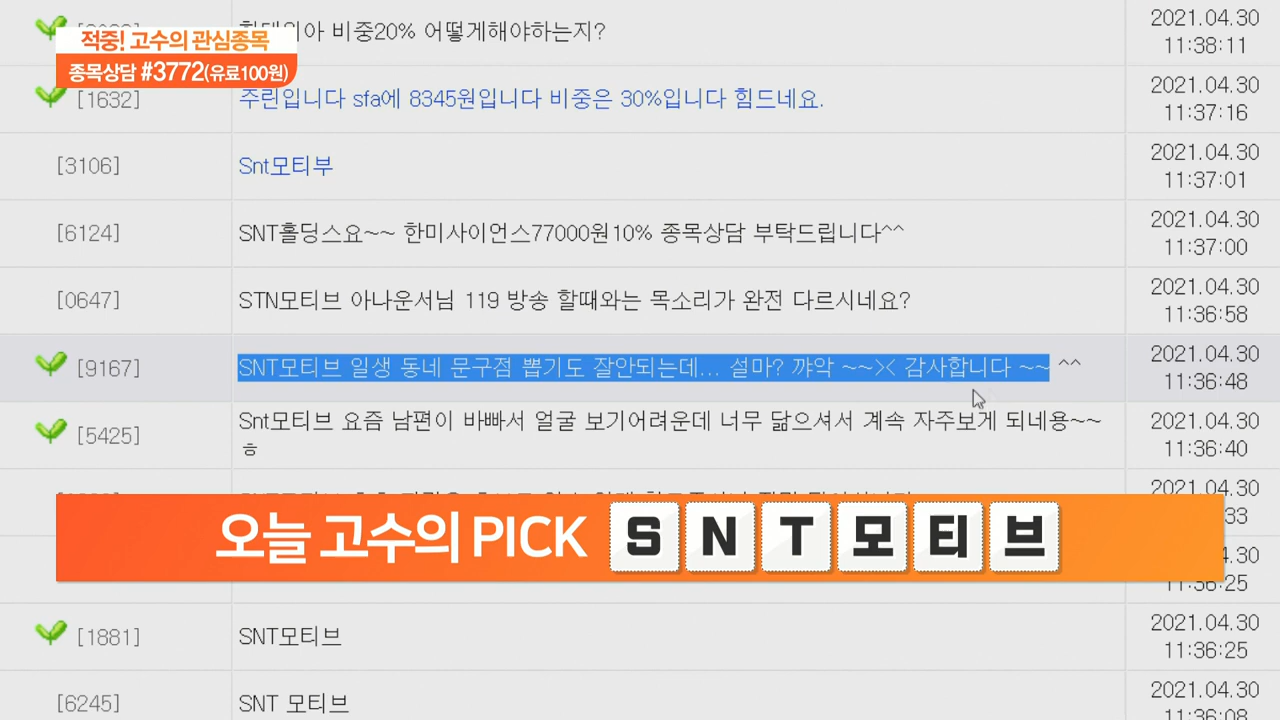 적중! 고수의 관심종목
종목상담 #3772(유료100원)
비중20% 어떻게해야하는지?
2021.04.30
11:38:11
[1632]
주린입니다 sfa에 8345원입니다 비중은 30%입니다 힘드네요.
2021.04.30
11:37:16
[3106]
Snt모티부
2021.04.30
11:37:01
[6124]
SNT홀딩스요~~ 한미사이언스77000원10% 종목상담 부탁드립니다^^
2021.04.30
11:37:00
[0647]
STN모티브 아나운서님 119 방송 할때와는 목소리가 완전 다르시네요?
2021.04.30
11:36:58
[9167]
SNT모티브 일생 동네 문구점 뽑기도 잘안되는데... 설마? 꺄악 ~~>< 감사합니다 ~~ ^^
2021.04.30
11:36:48
[5425]
Snt모티브 요즘 남편이 바빠서 얼굴 보기어려운데 너무 닮으셔서 계속 자주보게 되네용~~
ㅎ
2021.04.30
11:36:40
2021.04.30
오늘 고수의 PICK SNT모티브
11:36:25
[1881]
SNT모티브
2021.04.30
11:36:25
[6245]
SNT 모티브
2021.04.30
11:36:08